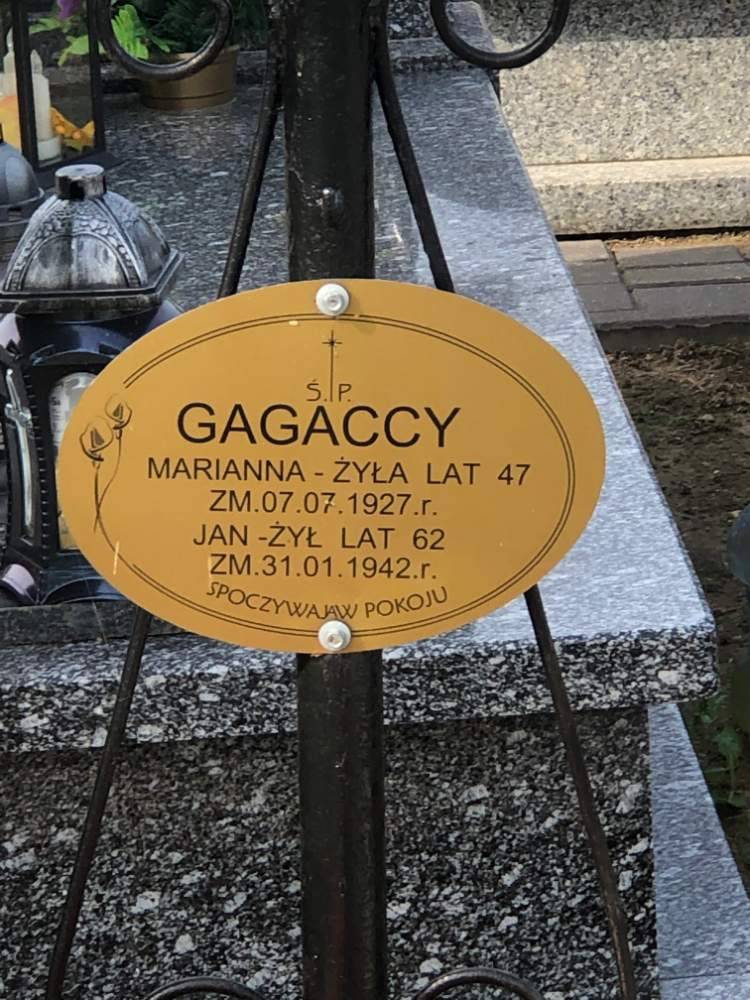 Ś. P.
GAGACCY
MARIANNA - ŻYŁA LAT 47
ZM.07.07.1927.r.
JAN -ŻYŁ LAT 62
ZM.31.01.1942.r.
SPOCZYWAJĄ W POKOJU